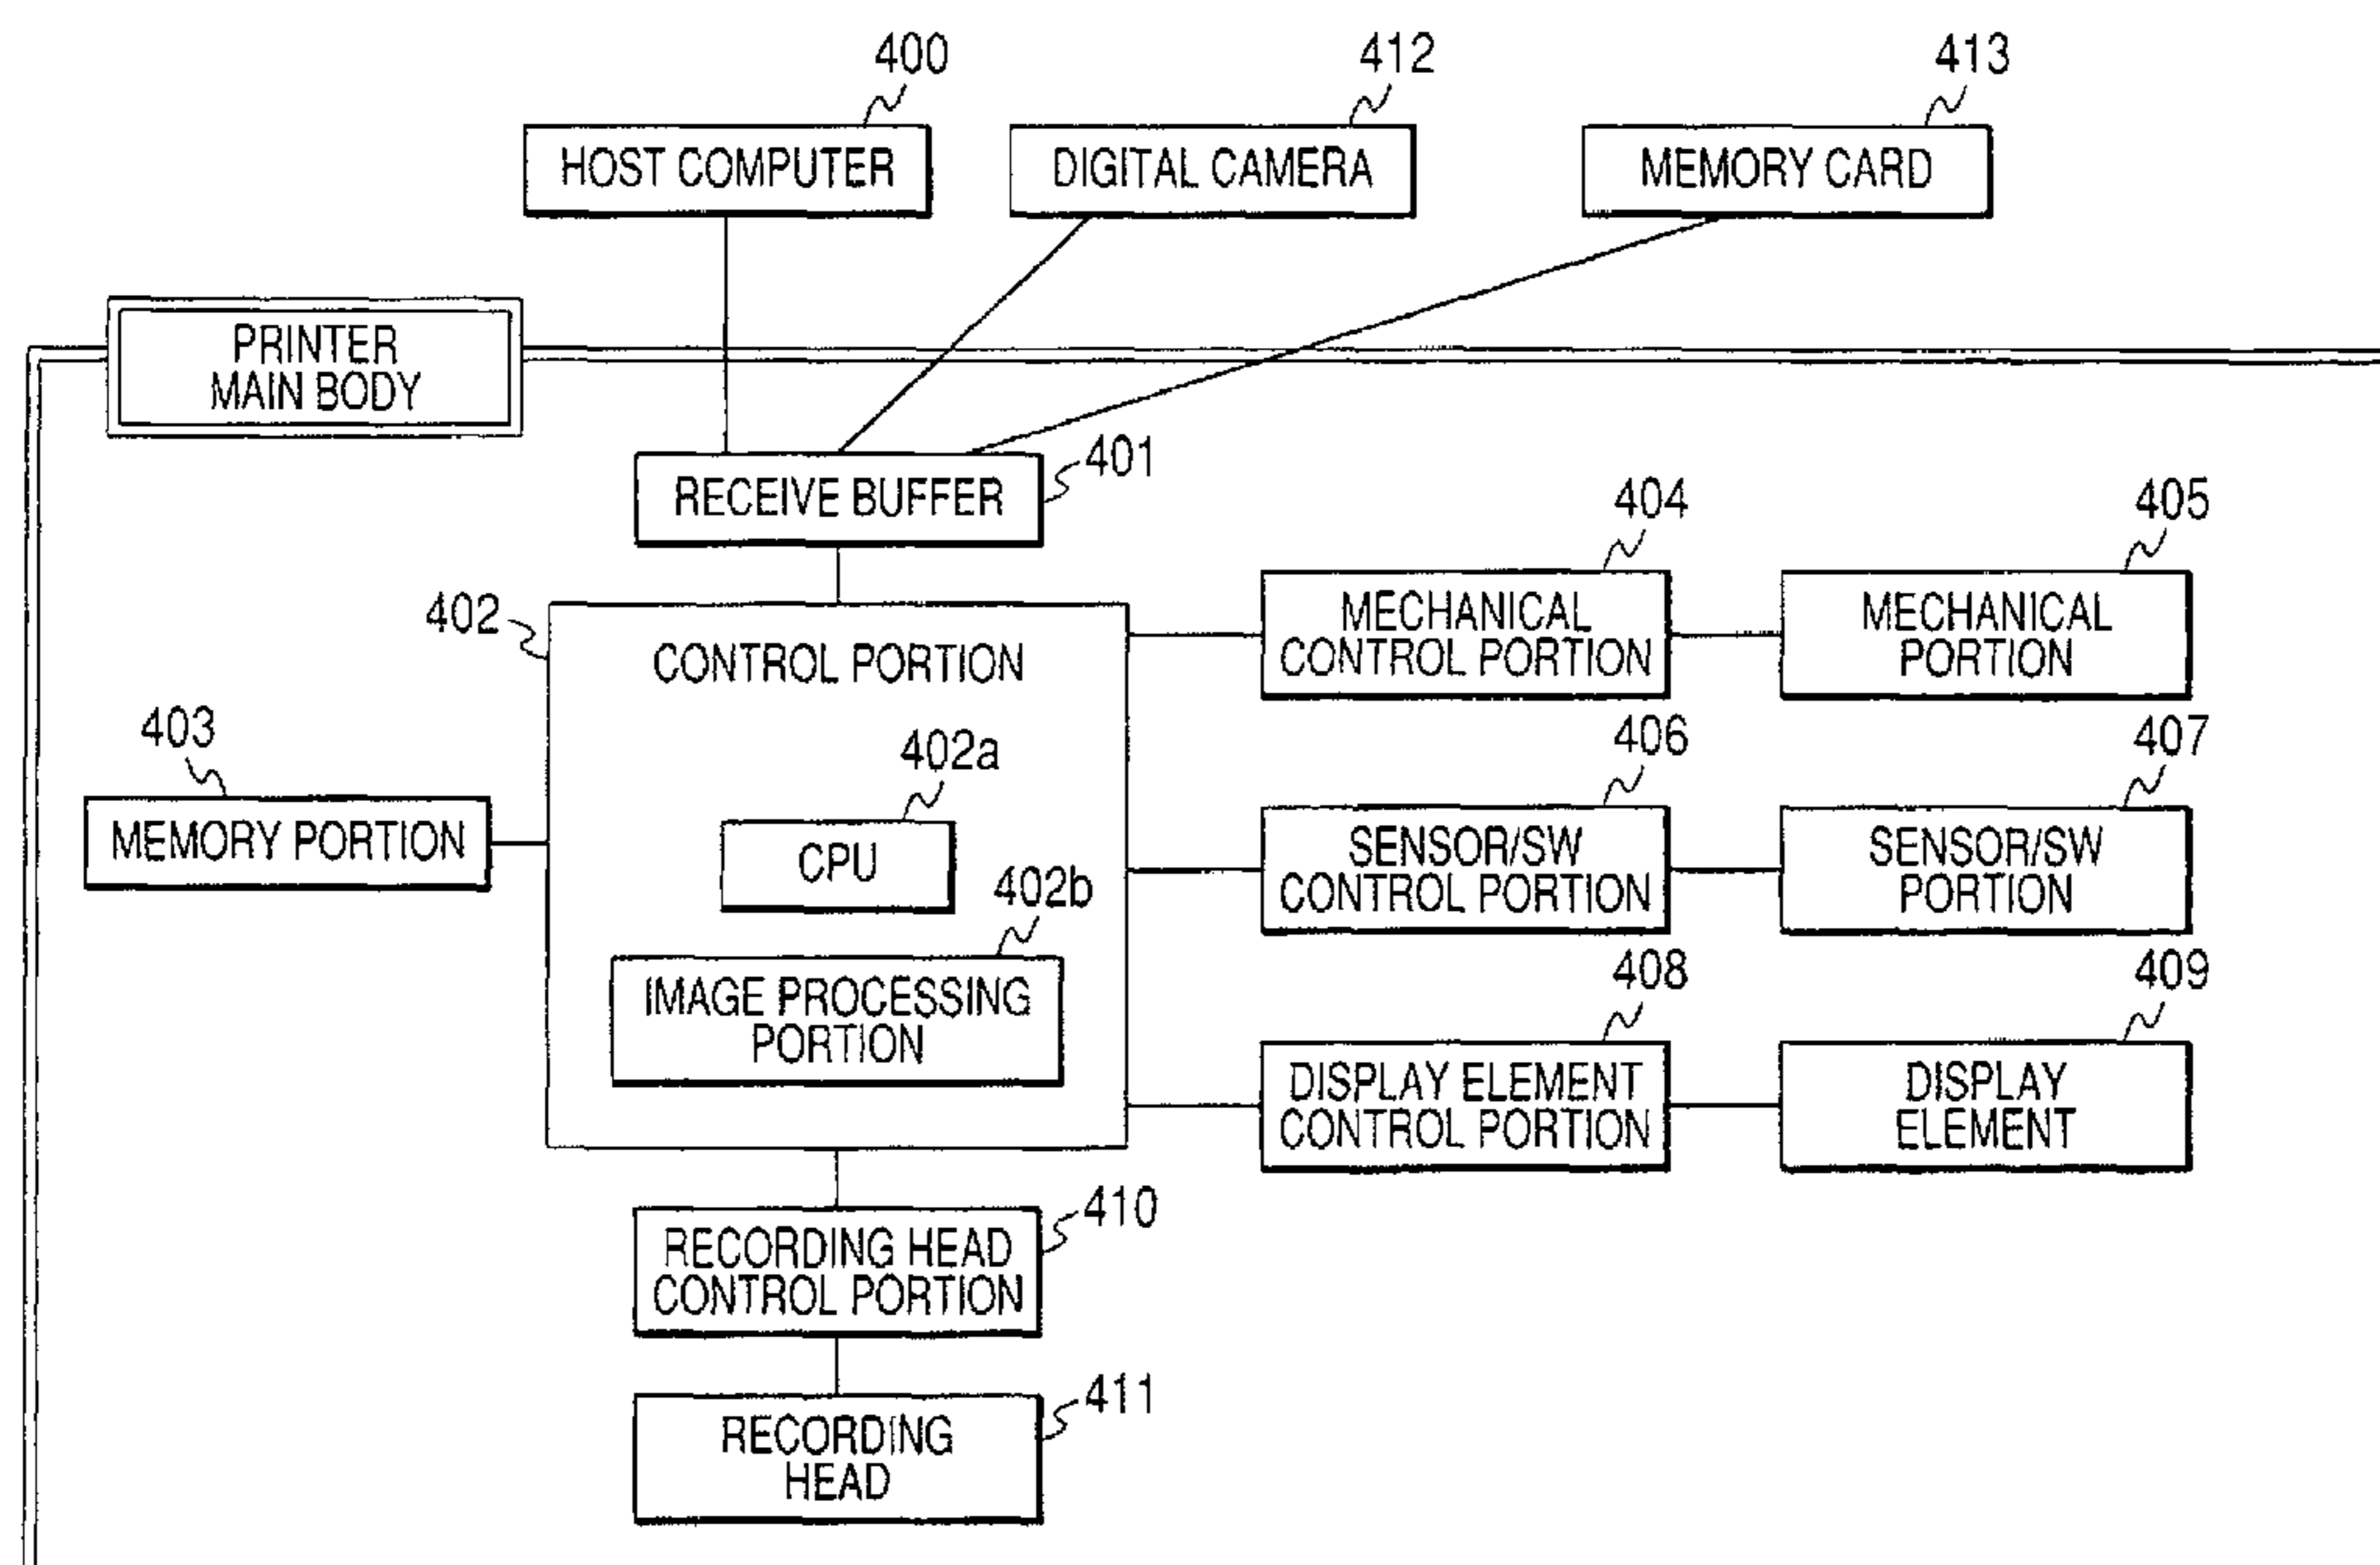 400
412
413
HOST COMPUTER
DIGITAL CAMERA
MEMORY CARD
PRINTER
MAIN BODY
401
RECEIVE BUFFER
404
405
402
CONTROL PORTION
MECHANICAL
CONTROL PORTION
MECHANICAL
PORTION
403
402a
406
407
MEMORY PORTION
CPU
SENSOR/SW
CONTROL PORTION
SENSOR/SW
PORTION
402b
IMAGE PROCESSING
PORTION
408
409
DISPLAY ELEMENT
CONTROL PORTION
DISPLAY
ELEMENT
410
RECORDING HEAD
CONTROL PORTION
411
RECORDING
HEAD